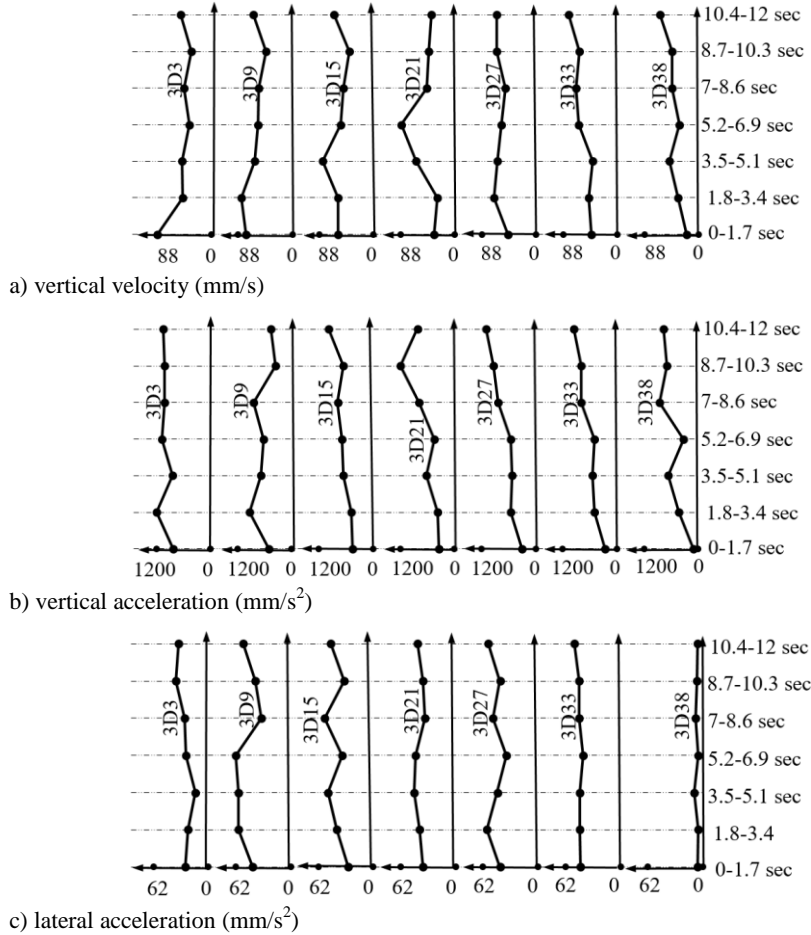 10.4-12 sec
8.7-10.3 sec
7-8.6 sec
5.2-6.9 sec
3.5-5.1 sec
1.8-3.4 sec
0-1.7 sec
3D3 3D9 3D15 3D21 3D27 3D33 3D38
88 0 88 0 88 0 88 0 88 0 88 0 88 0
a) vertical velocity (mm/s)
10.4-12 sec
8.7-10.3 sec
7-8.6 sec
5.2-6.9 sec
1.8-3.4 sec
3.5-5.1 sec
0-1.7 sec
3D3 3D9 3D15 3D21 3D27 3D33 3D38
1200 0 1200 0 1200 0 1200 0 1200 0 1200 0 1200 0
b) vertical acceleration (mm/s²)
10.4-12 sec
8.7-10.3 sec
7-8.6 sec
5.2-6.9 sec
3.5-5.1 sec
1.8-3.4
0-1.7 sec
3D3 3D9 3D15 3D21 3D27 3D33 3D38
62 0 62 0 62 0 62 0 62 0 62 0 62 0
c) lateral acceleration (mm/s²)